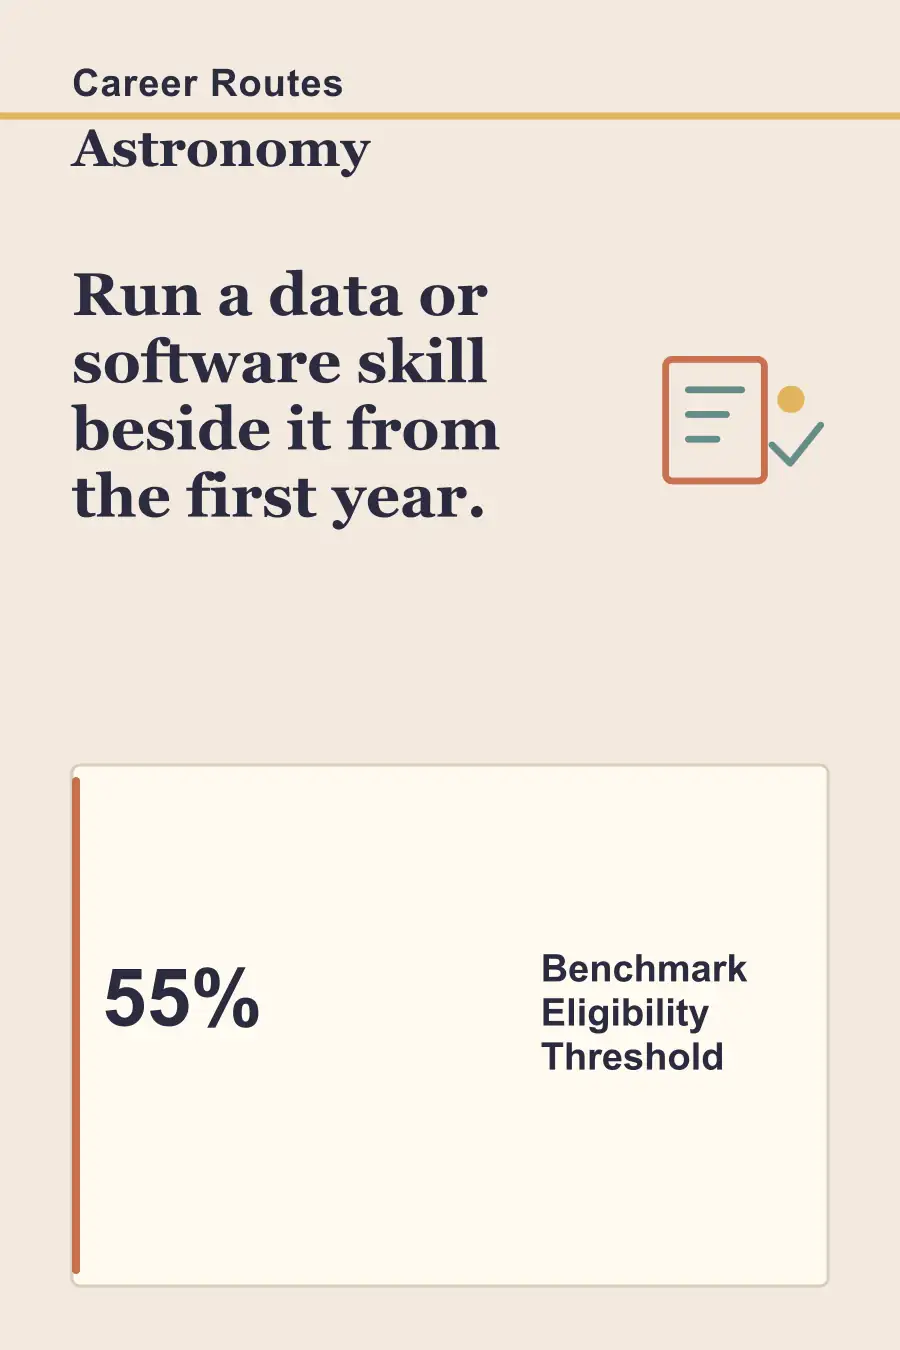 Career Routes
Astronomy
Run a data or
software skill
beside it from
the first year.
55%
Benchmark
Eligibility
Threshold